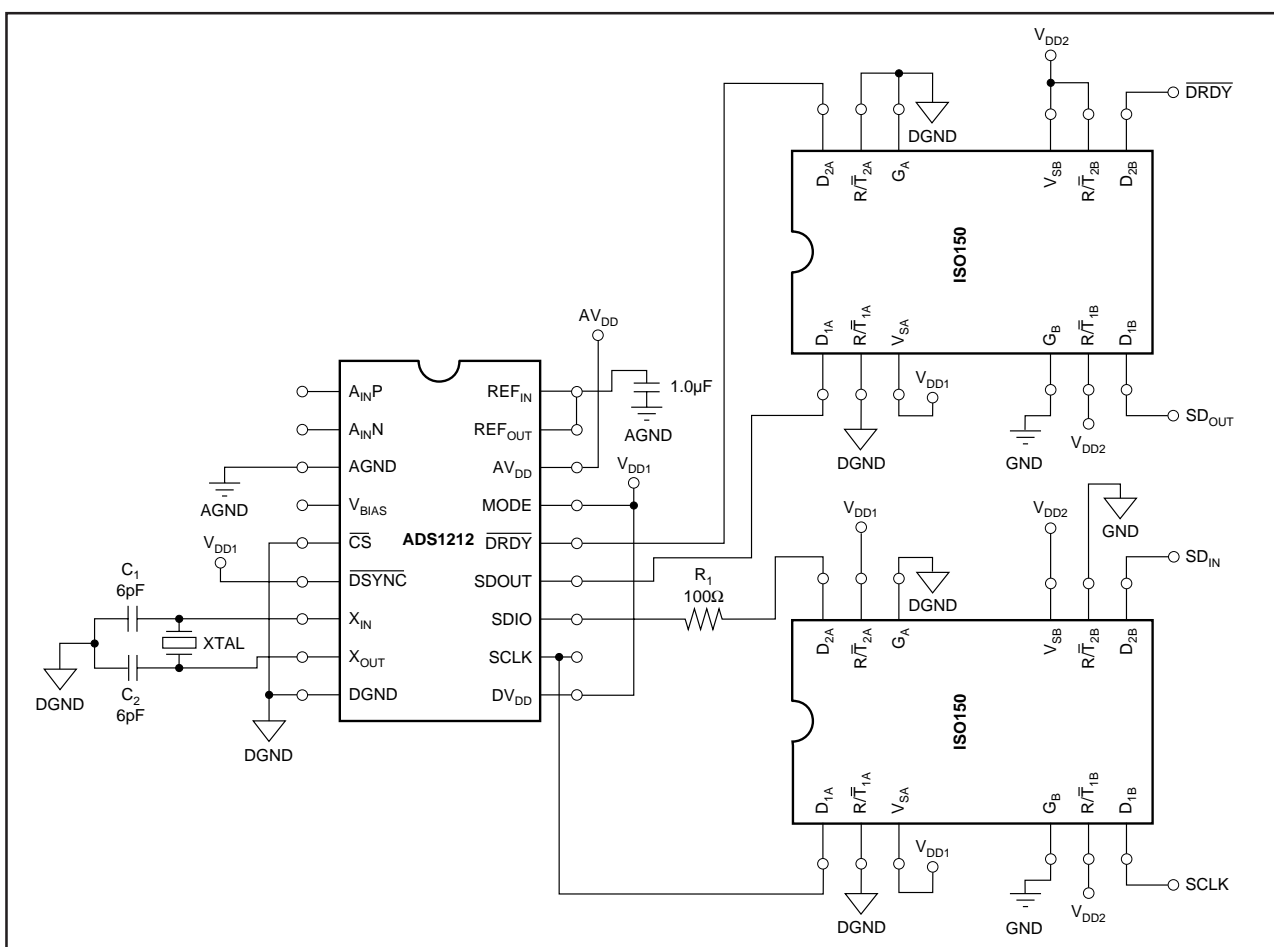 V_DD2
DRDY
DGND
D_2A
R/T_2A
G_A
V_SB
R/T_2B
D_2B
ISO150
D_1A
R/T_1A
V_SA
G_B
R/T_1B
D_1B
V_DD1
DGND
GND
V_DD2
SD_OUT
AV_DD
A_INP
A_INN
AGND
V_BIAS
CS
DSYNC
X_IN
X_OUT
DGND
ADS1212
REF_IN
REF_OUT
AV_DD
MODE
DRDY
SDOUT
SDIO
SCLK
DV_DD
1.0µF
AGND
V_DD1
AGND
V_DD1
C_1
6pF
XTAL
C_2
6pF
DGND
DGND
R_1
100Ω
V_DD1
DGND
V_DD2
GND
SD_IN
D_2A
R/T_2A
G_A
V_SB
R/T_2B
D_2B
ISO150
D_1A
R/T_1A
V_SA
G_B
R/T_1B
D_1B
V_DD1
DGND
GND
V_DD2
SCLK